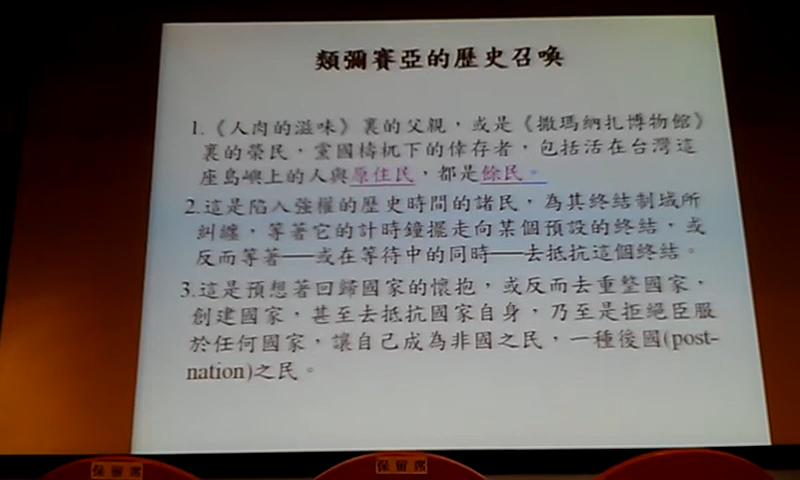 類彌賽亞的歷史召喚
1.《人肉的滋味》裏的父親，或是《撒瑪納扎博物館》
裏的榮民，黨國檮杌下的倖存者，包括活在台灣這
座島嶼上的人與原住民，都是餘民。
2.這是陷入強權的歷史時間的諸民，為其終結制域所
糾纏，等著它的計時鐘擺走向某個預設的終結，或
反而等著──或在等待中的同時──去抵抗這個終結。
3.這是預想著回歸國家的懷抱，或反而去重整國家，
創建國家，甚至去抵抗國家自身，乃至是拒絕臣服
於任何國家，讓自己成為非國之民，一種後國(post-
nation)之民。
保留席
保留席